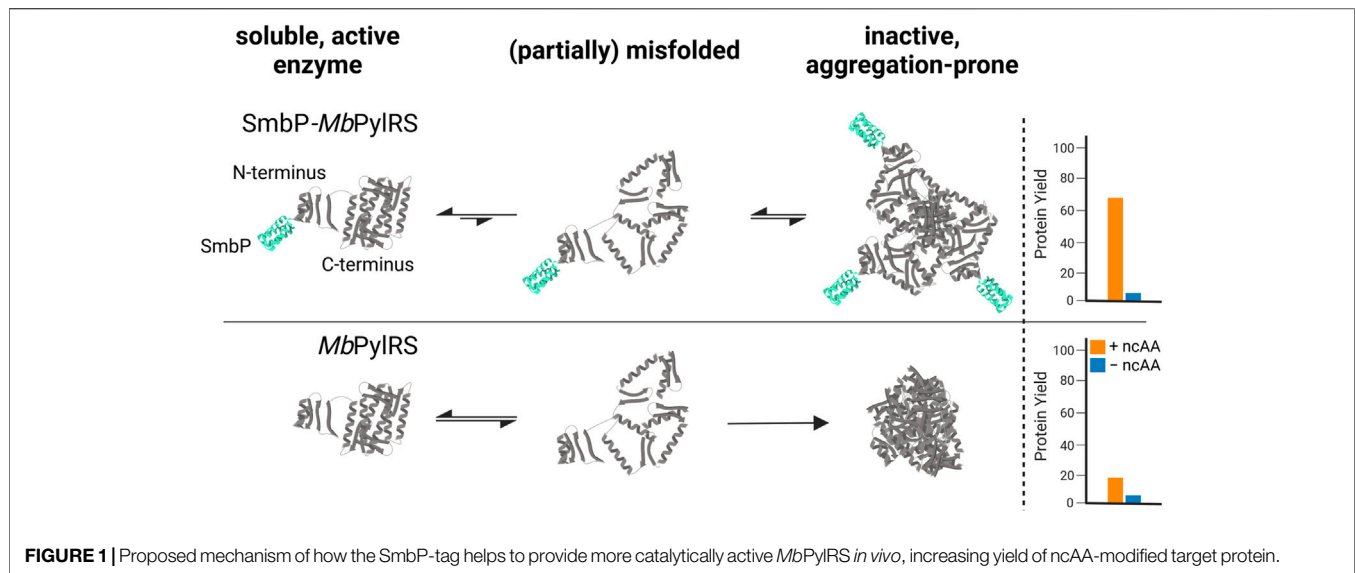 soluble, active
enzyme
(partially) misfolded
inactive,
aggregation-prone
SmbP-MbPylRS
N-terminus
SmbP
C-terminus
Protein Yield
100
80
60
40
20
0
MbPylRS
+ ncAA
− ncAA
Protein Yield
100
80
60
40
20
0
FIGURE 1 | Proposed mechanism of how the SmbP-tag helps to provide more catalytically active MbPylRS in vivo, increasing yield of ncAA-modified target protein.